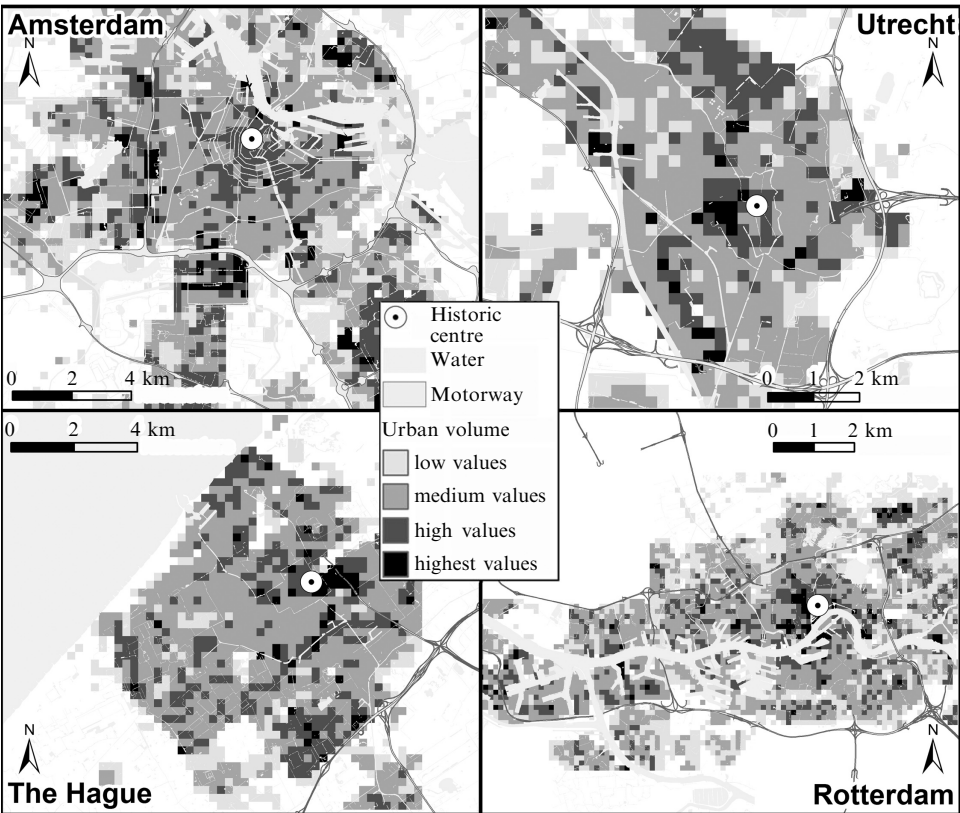 Amsterdam
N
0 2 4 km
Utrecht
N
0 1 2 km
Historic
centre
Water
Motorway
Urban volume
low values
medium values
high values
highest values
0 2 4 km
N
The Hague
0 1 2 km
N
Rotterdam